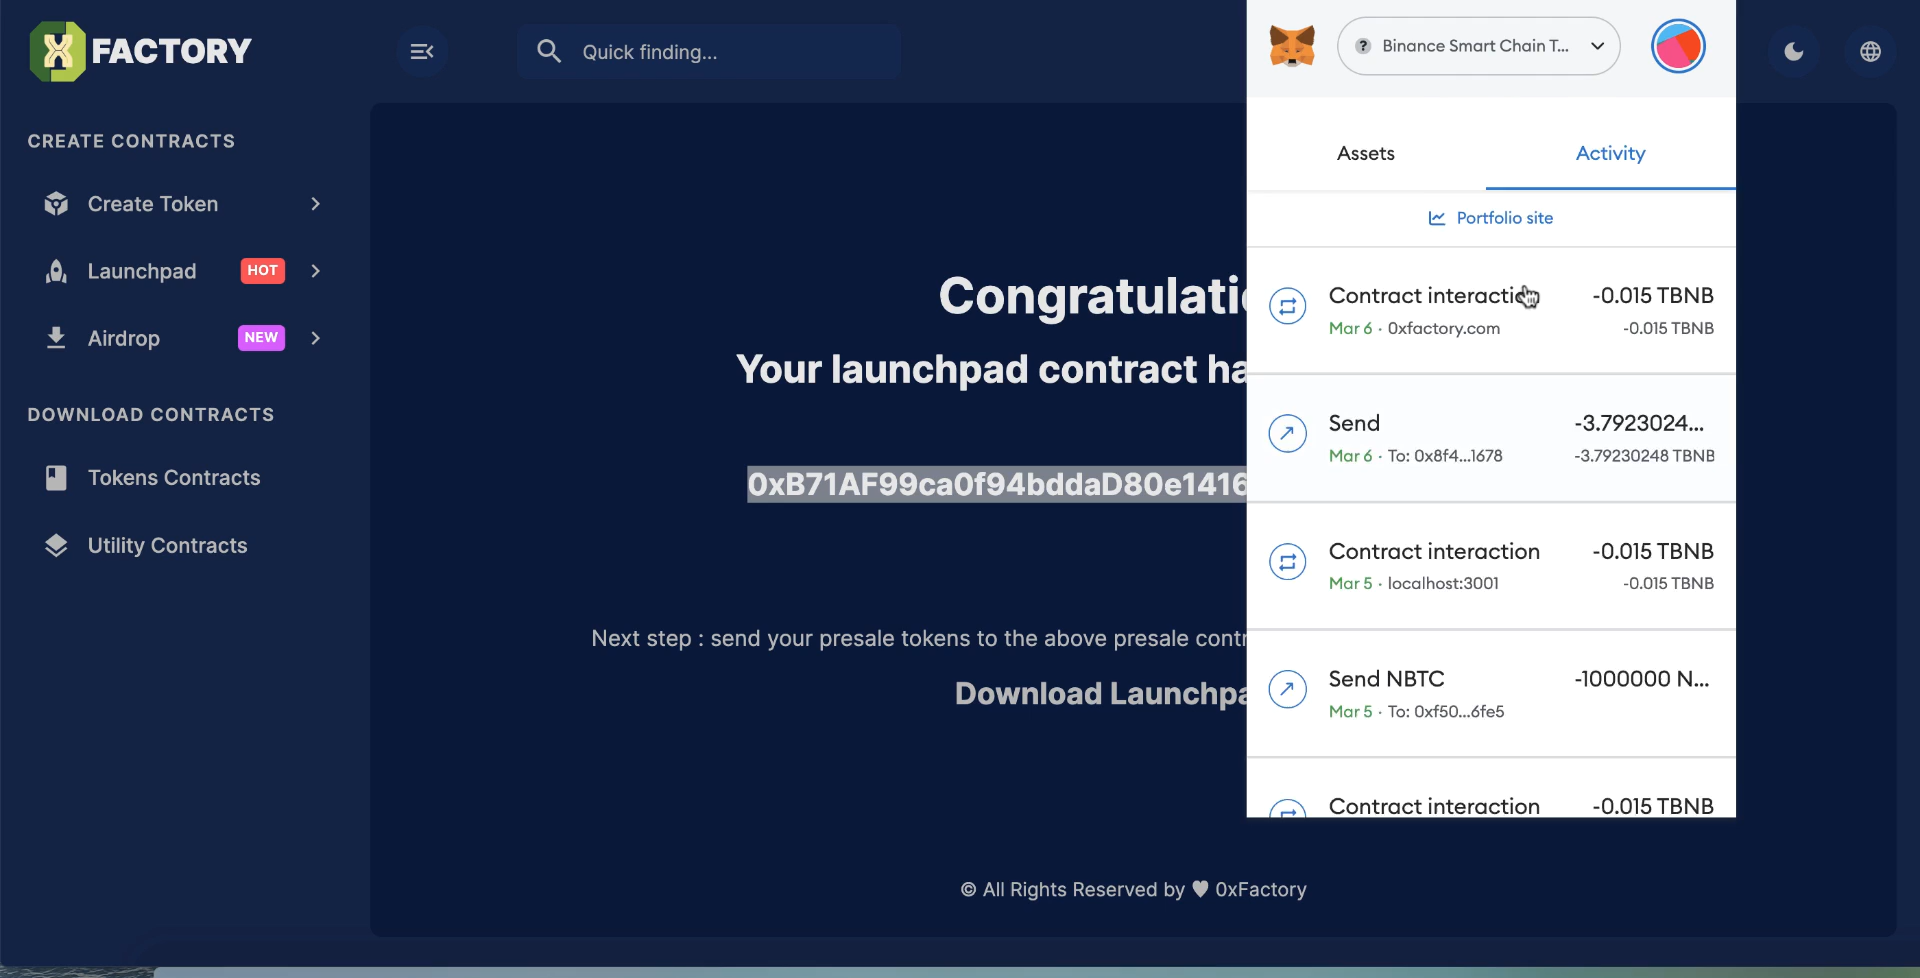 FACTORY
Quick finding...
CREATE CONTRACTS
Create Token
Launchpad HOT
Airdrop NEW
DOWNLOAD CONTRACTS
Tokens Contracts
Utility Contracts
Congratulati
Your launchpad contract ha
0xB71AF99ca0f94bddaD80e1416
Next step : send your presale tokens to the above presale contr
Download Launchpa
© All Rights Reserved by ♥ 0xFactory
? Binance Smart Chain T...
Assets Activity
Portfolio site
Contract interaction -0.015 TBNB
Mar 6 · 0xfactory.com -0.015 TBNB
Send -3.7923024...
Mar 6 · To: 0x8f4...1678 -3.79230248 TBNB
Contract interaction -0.015 TBNB
Mar 5 · localhost:3001 -0.015 TBNB
Send NBTC -1000000 N...
Mar 5 · To: 0xf50...6fe5
Contract interaction -0.015 TBNB